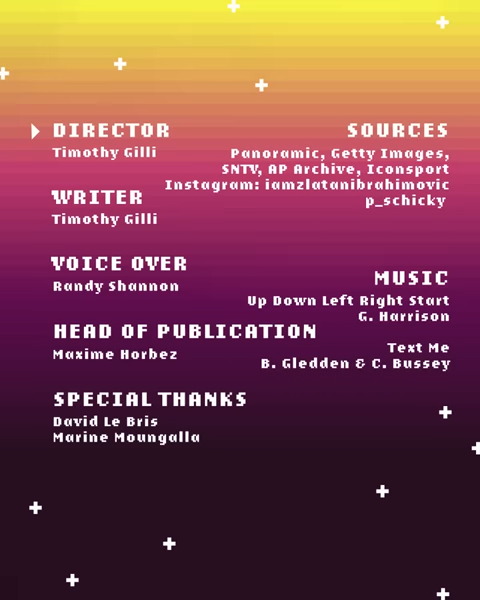 DIRECTOR
Timothy Gilli
WRITER
Timothy Gilli
VOICE OVER
Randy Shannon
HEAD OF PUBLICATION
Maxime Horbez
SPECIAL THANKS
David Le Bris
Marine Moungalla
SOURCES
Panoramic, Getty Images,
SNTV, AP Archive, Iconsport
Instagram: iamzlatanibrahimovic
p_schicky
MUSIC
Up Down Left Right Start
G. Harrison
Text Me
B. Gledden & C. Bussey